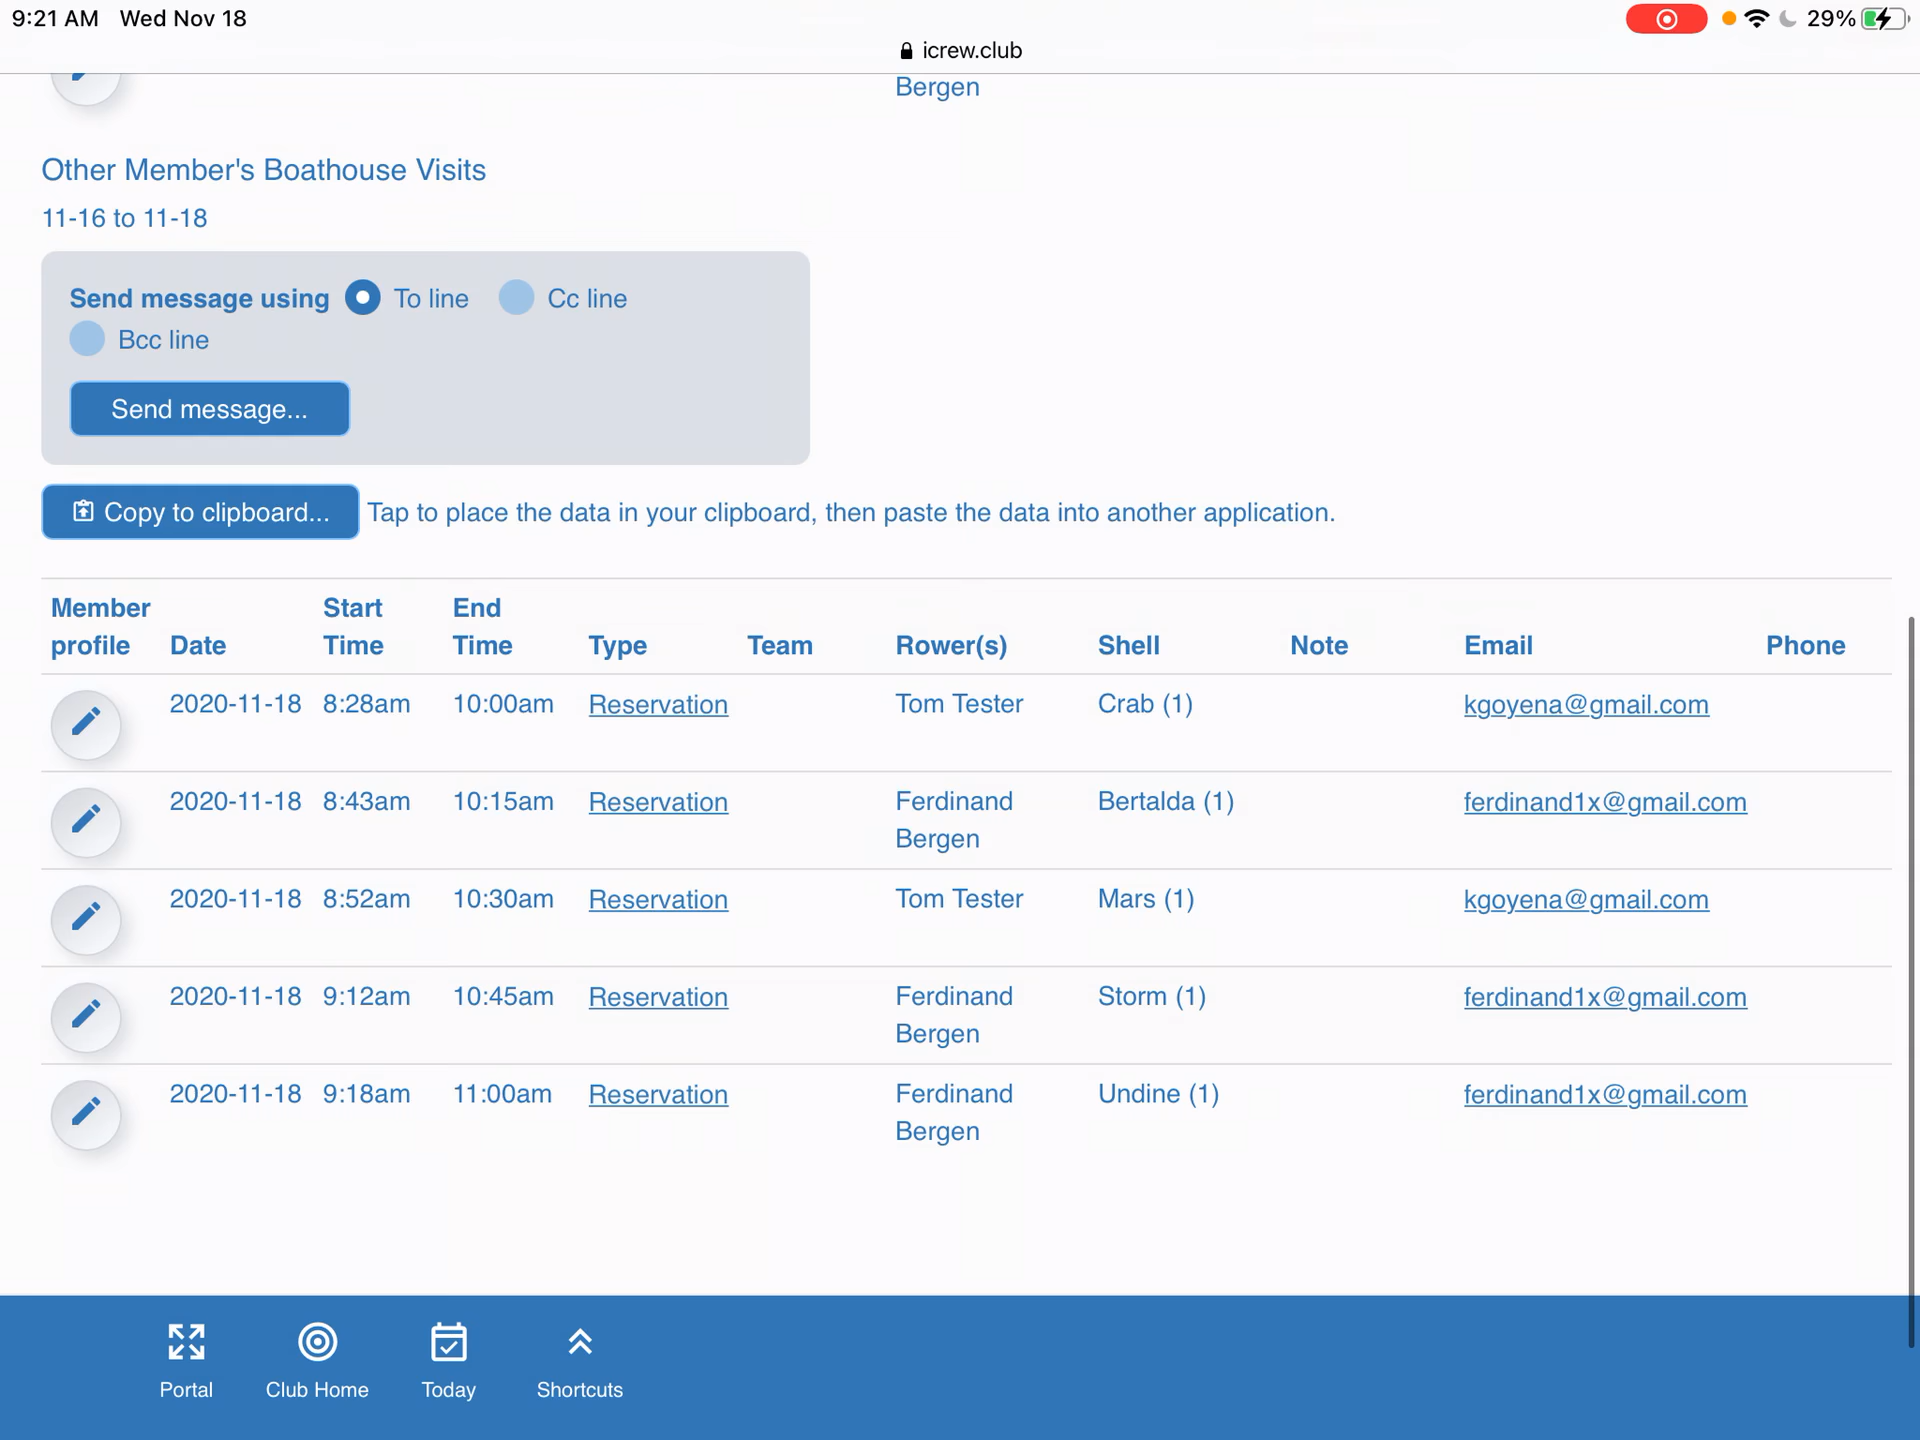 9:21 AM Wed Nov 18
29%
icrew.club
Bergen
Other Member's Boathouse Visits
11-16 to 11-18
Send message using To line Cc line
Bcc line
Send message...
Copy to clipboard... Tap to place the data in your clipboard, then paste the data into another application.
Member profile Date Start Time End Time Type Team Rower(s) Shell Note Email Phone
2020-11-18 8:28am 10:00am Reservation Tom Tester Crab (1) kgoyena@gmail.com
2020-11-18 8:43am 10:15am Reservation Ferdinand Bergen Bertalda (1) ferdinand1x@gmail.com
2020-11-18 8:52am 10:30am Reservation Tom Tester Mars (1) kgoyena@gmail.com
2020-11-18 9:12am 10:45am Reservation Ferdinand Bergen Storm (1) ferdinand1x@gmail.com
2020-11-18 9:18am 11:00am Reservation Ferdinand Bergen Undine (1) ferdinand1x@gmail.com
Portal Club Home Today Shortcuts